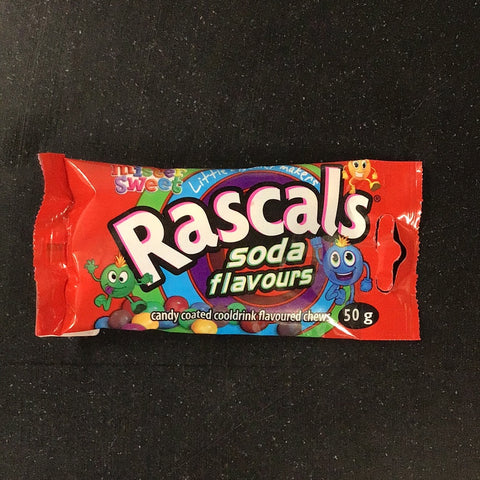 mister
Sweet
Rascals®
soda
flavours
candy coated cooldrink flavoured chews
50 g